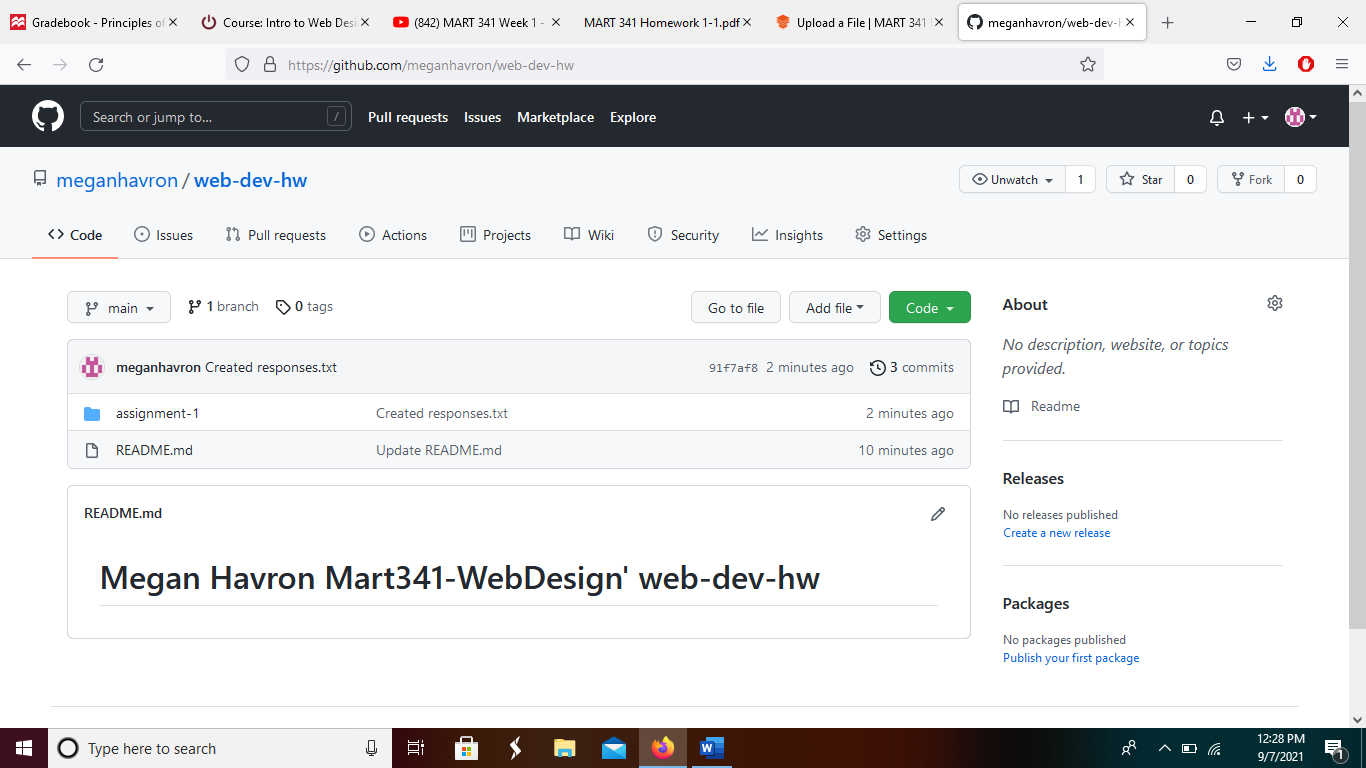 Gradebook - Principles of
Course: Intro to Web Des
(842) MART 341 Week 1 -
MART 341 Homework 1-1.pdf
Upload a File | MART 341
meganhavron/web-dev-h
https://github.com/meganhavron/web-dev-hw
Search or jump to...
/
Pull requests
Issues
Marketplace
Explore
meganhavron / web-dev-hw
Unwatch
1
Star
0
Fork
0
Code
Issues
Pull requests
Actions
Projects
Wiki
Security
Insights
Settings
main
1 branch
0 tags
Go to file
Add file
Code
meganhavron Created responses.txt
91f7af8 2 minutes ago
3 commits
assignment-1
Created responses.txt
2 minutes ago
README.md
Update README.md
10 minutes ago
README.md
Megan Havron Mart341-WebDesign' web-dev-hw
About
No description, website, or topics
provided.
Readme
Releases
No releases published
Create a new release
Packages
No packages published
Publish your first package
Type here to search
W
12:28 PM
9/7/2021
1